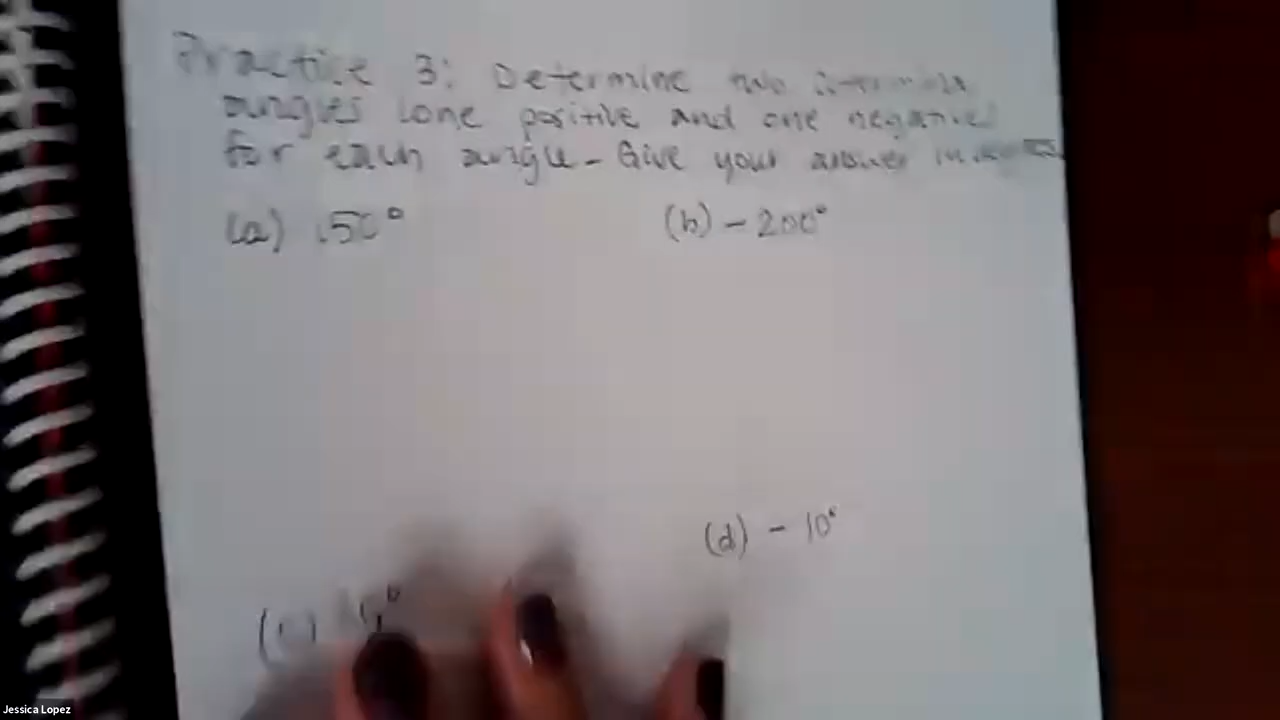 Practice 3: Determine two
angles (one positive and one negative)
for each angle. Give your answer in
(a) 150°
(b) - 200°
(d) - 10°
(c)
Jessica Lopez